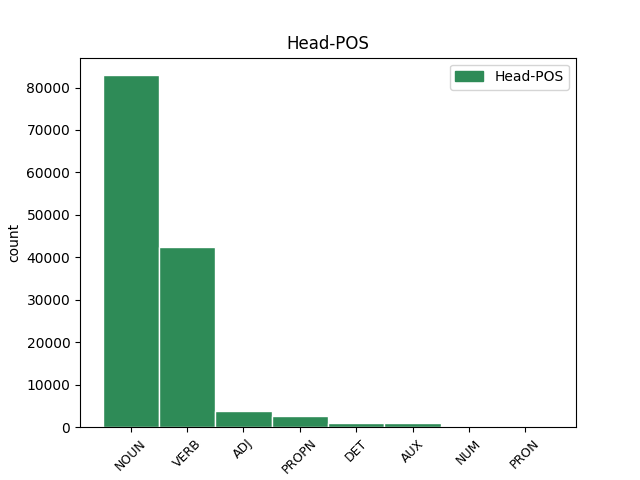 Head-POS
Head-POS
80000
70000
60000
50000
40000
30000
20000
10000
0
count
NOUN
VERB
ADJ
PROPN
DET
AUX
NUM
PRON